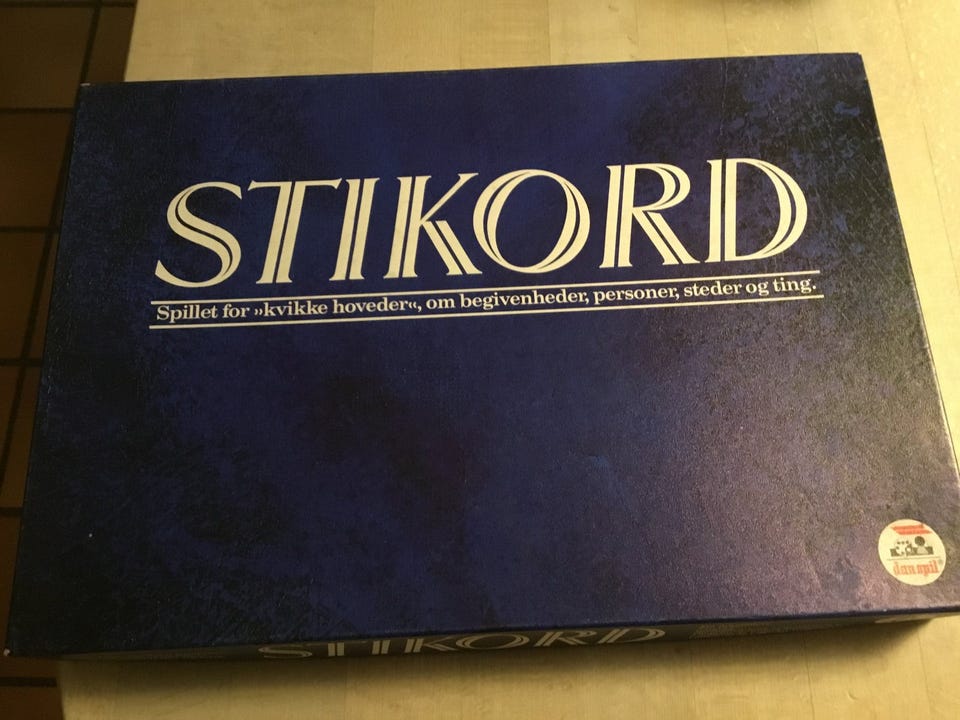 STIKORD
Spillet for »kvikke hoveder«, om begivenheder, personer, steder og ting.
dan spil®
STIKORD